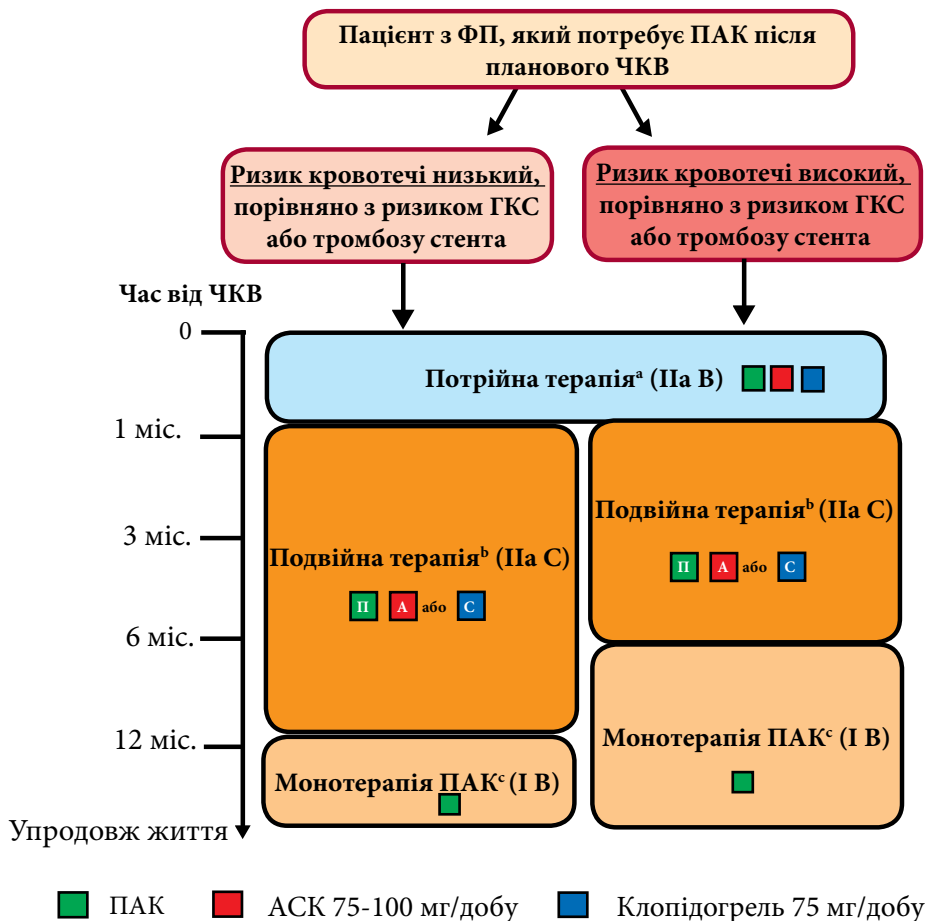 Пацієнт з ФП, який потребує ПАК після
планового ЧКВ
Ризик кровотечі низький,
порівняно з ризиком ГКС
або тромбозу стента
Ризик кровотечі високий,
порівняно з ризиком ГКС
або тромбозу стента
Час від ЧКВ
0
Потрійна терапіяᵃ (IIa B)
1 міс.
3 міс.
6 міс.
12 міс.
Упродовж життя
Подвійна терапіяᵇ (IIa C)
П А або С
Подвійна терапіяᵇ (IIa C)
П А або С
Монотерапія ПАКᶜ (I B)
Монотерапія ПАКᶜ (I B)
ПАК АСК 75-100 мг/добу Клопідогрель 75 мг/добу